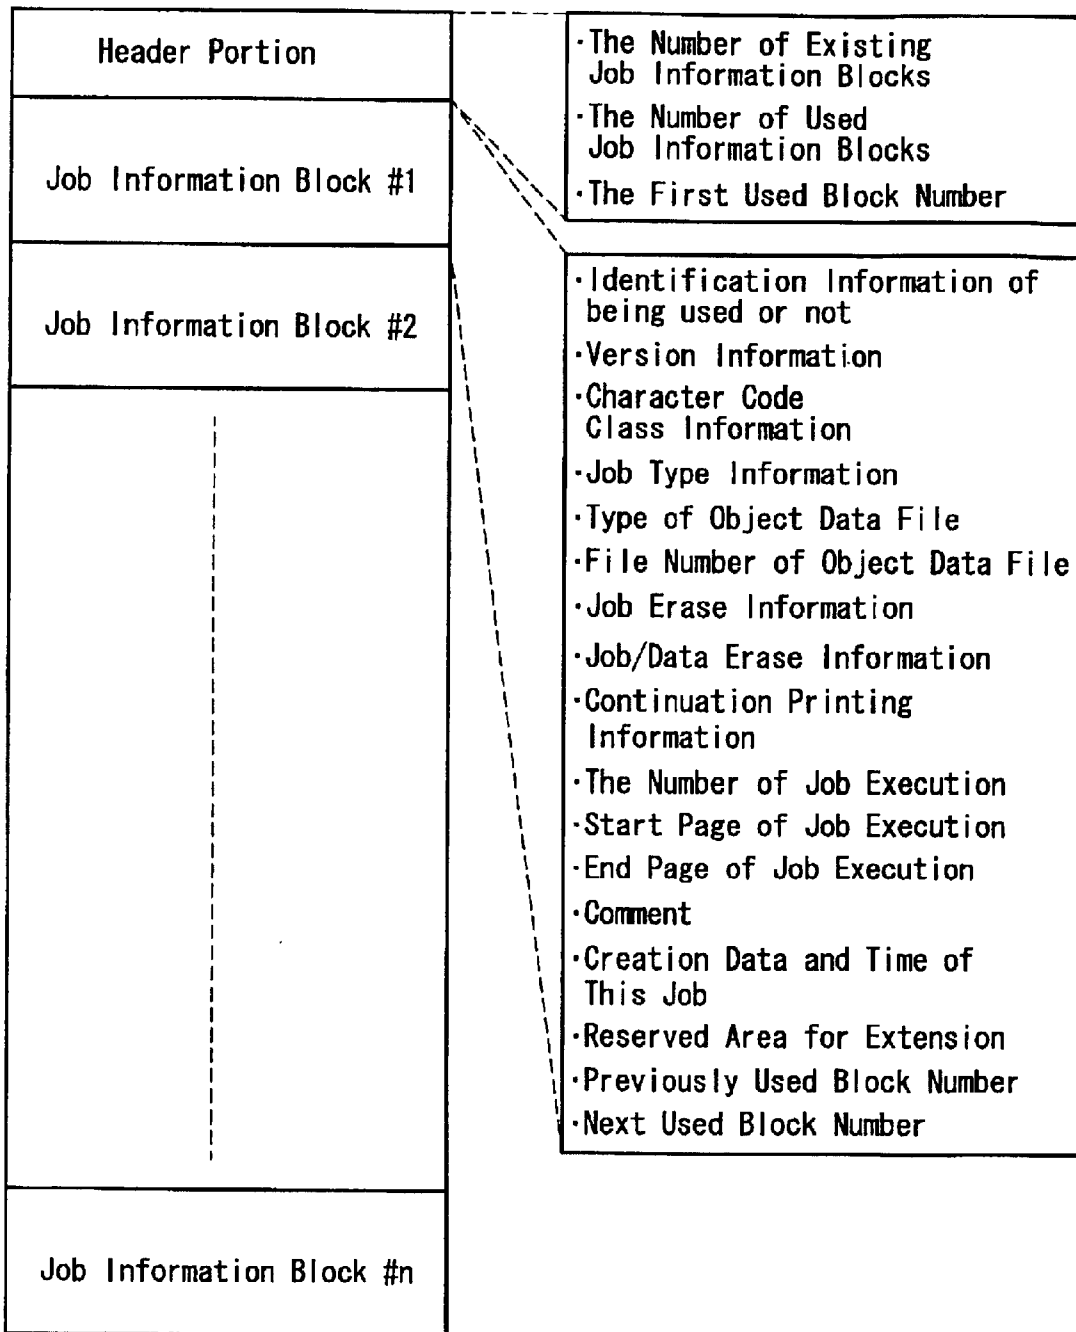 Header Portion
Job Information Block #1
Job Information Block #2
Job Information Block #n
·The Number of Existing
Job Information Blocks
·The Number of Used
Job Information Blocks
·The First Used Block Number
·Identification Information of
being used or not
·Version Information
·Character Code
Class Information
·Job Type Information
·Type of Object Data File
·File Number of Object Data File
·Job Erase Information
·Job/Data Erase Information
·Continuation Printing
Information
·The Number of Job Execution
·Start Page of Job Execution
·End Page of Job Execution
·Comment
·Creation Data and Time of
This Job
·Reserved Area for Extension
·Previously Used Block Number
·Next Used Block Number